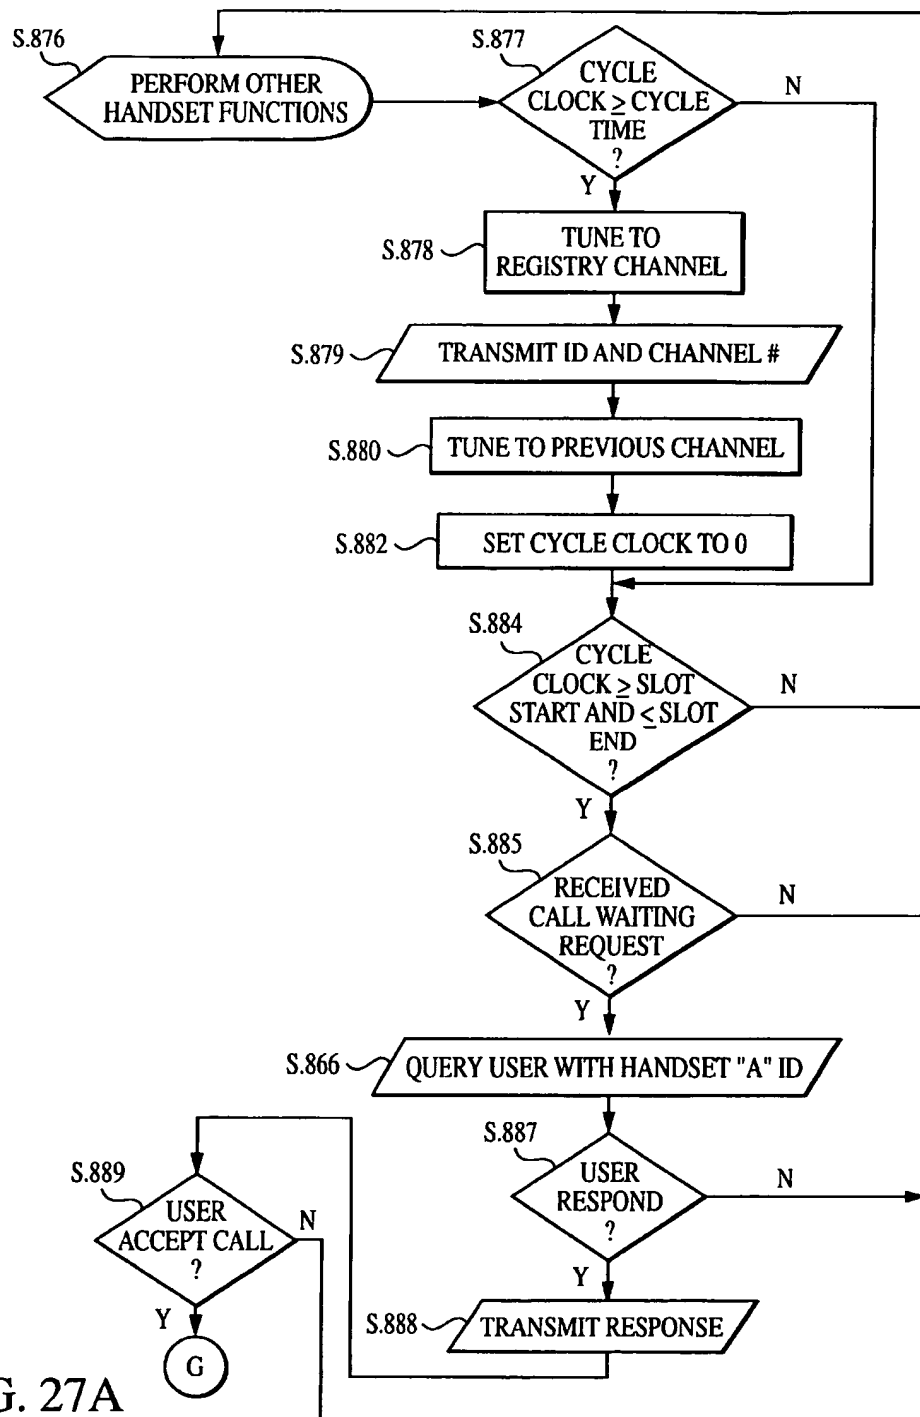 S.876
PERFORM OTHER
HANDSET FUNCTIONS
S.877
CYCLE
CLOCK ≥ CYCLE
TIME
?
N
Y
S.878
TUNE TO
REGISTRY CHANNEL
S.879
TRANSMIT ID AND CHANNEL #
S.880
TUNE TO PREVIOUS CHANNEL
S.882
SET CYCLE CLOCK TO 0
S.884
CYCLE
CLOCK ≥ SLOT
START AND ≤ SLOT
END
?
N
Y
S.885
RECEIVED
CALL WAITING
REQUEST
?
N
Y
S.866
QUERY USER WITH HANDSET "A" ID
S.887
USER
RESPOND
?
N
Y
S.888
TRANSMIT RESPONSE
S.889
USER
ACCEPT CALL
?
N
Y
G
G. 27A